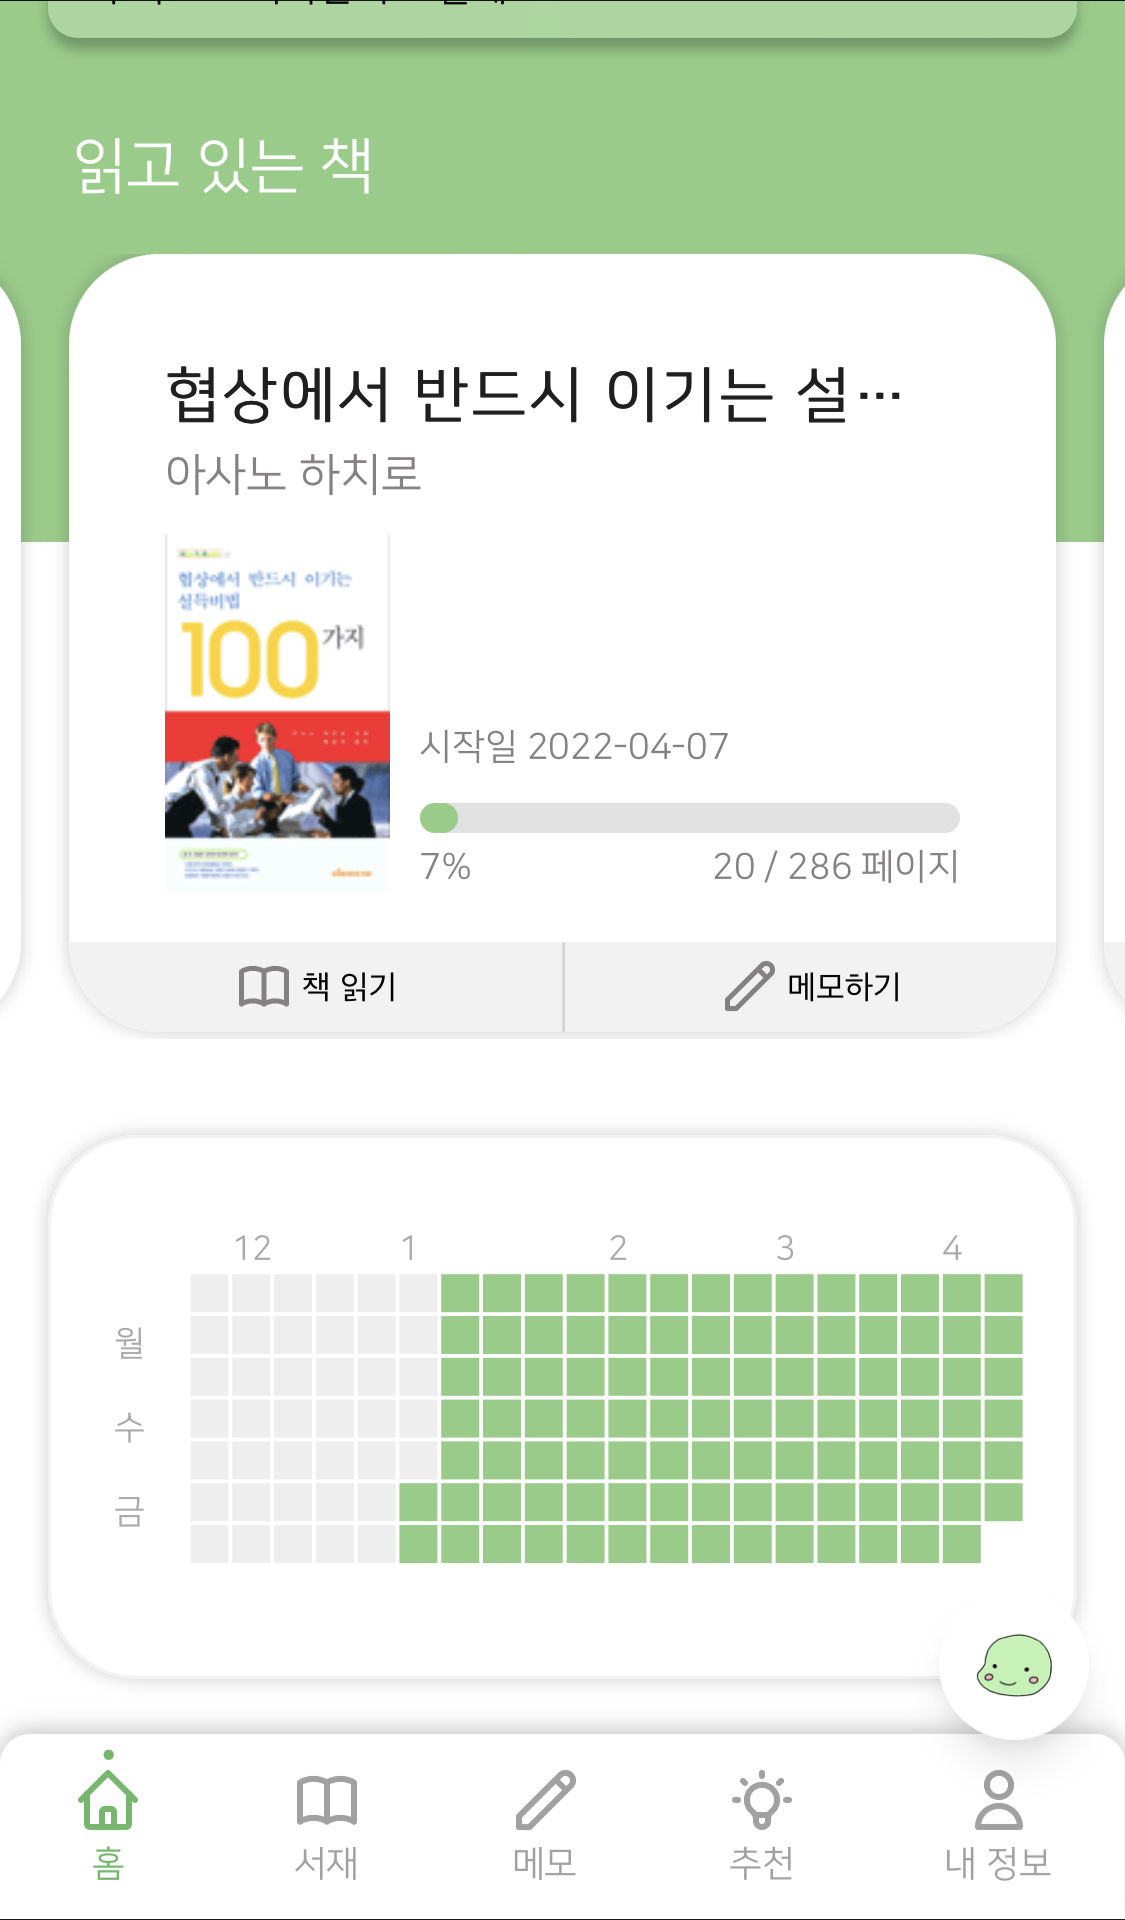 읽고 있는 책
협상에서 반드시 이기는 설…
아사노 하치로
협상에서 반드시 이기는
설득비법
100가지
시작일 2022-04-07
7%
20 / 286 페이지
책 읽기
메모하기
12 1 2 3 4
월
수
금
홈
서재
메모
추천
내 정보